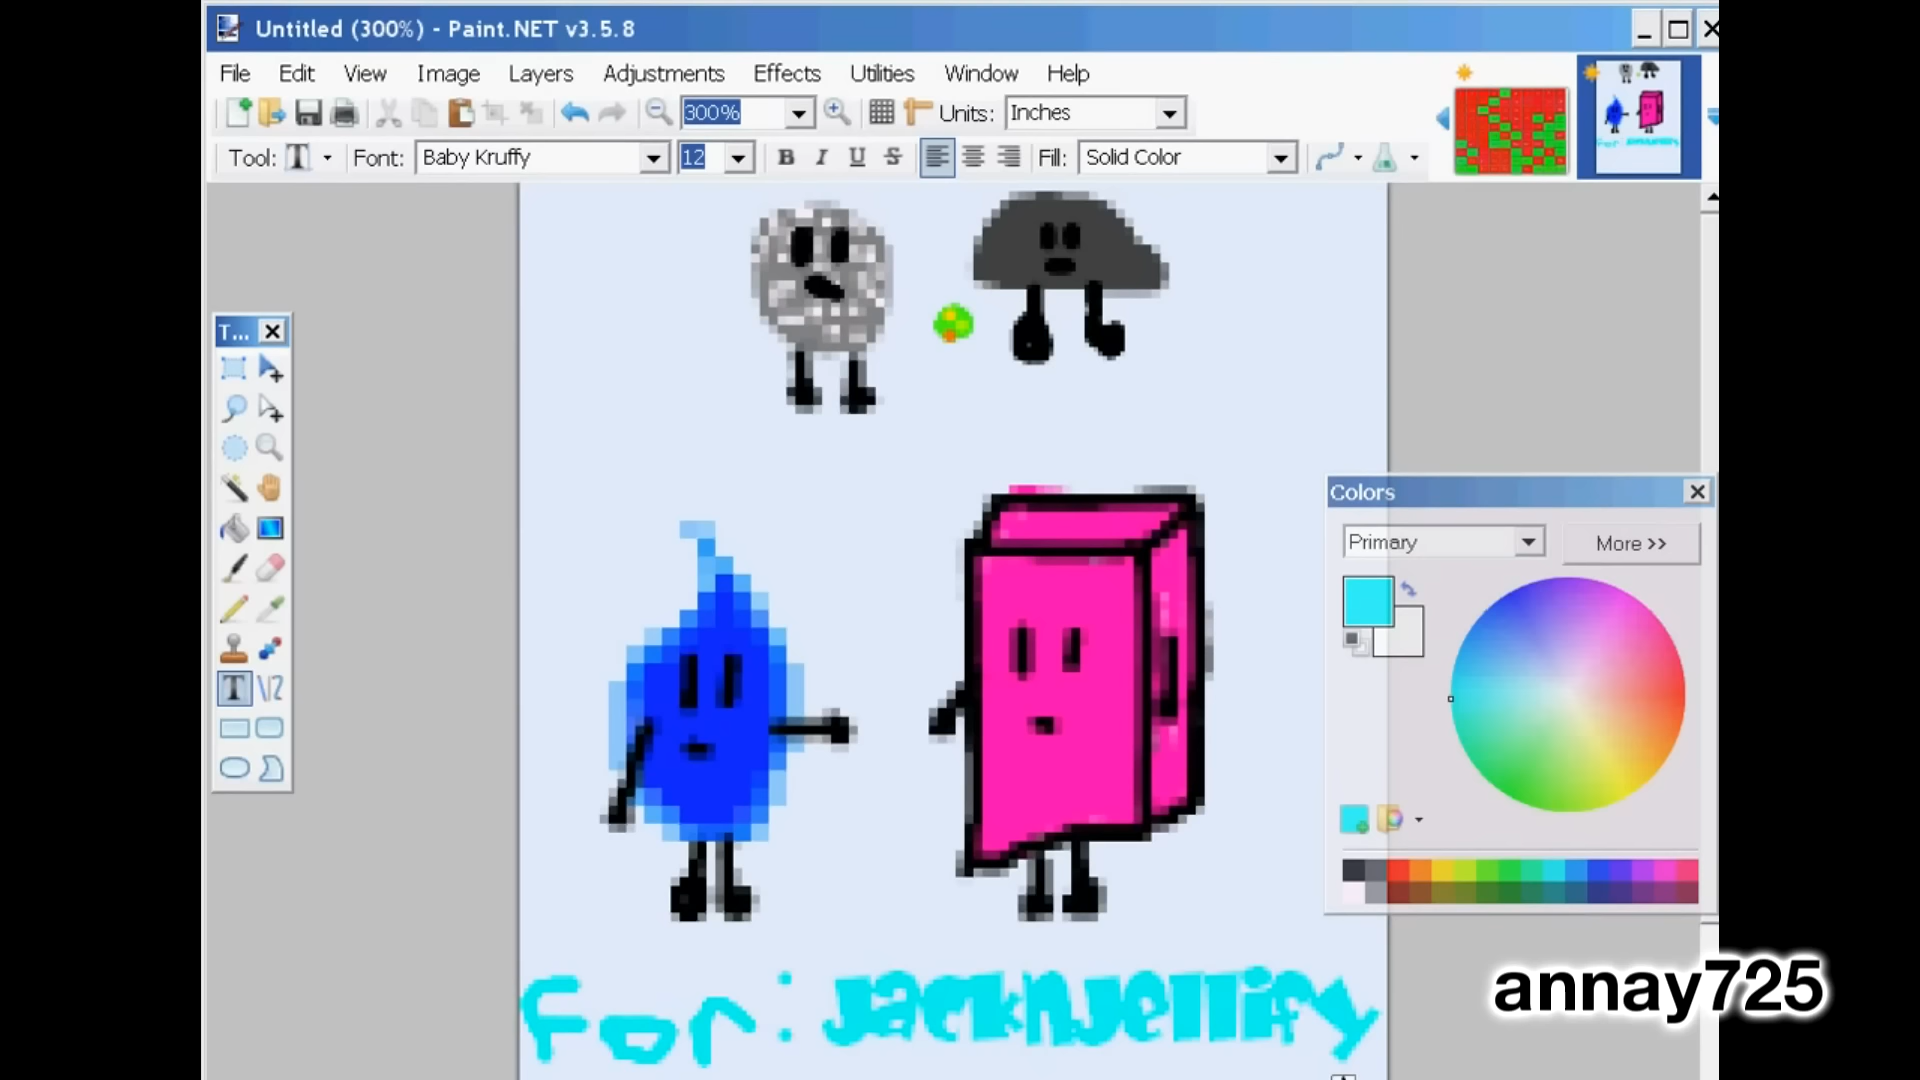 Untitled (300%) - Paint.NET v3.5.8
File Edit View Image Layers Adjustments Effects Utilities Window Help
300% Units: Inches
Tool: T Font: Baby Kruffy 12 B I U S Fill: Solid Color
T...
Colors
Primary More >>
T
For: jacknjellify
annay725